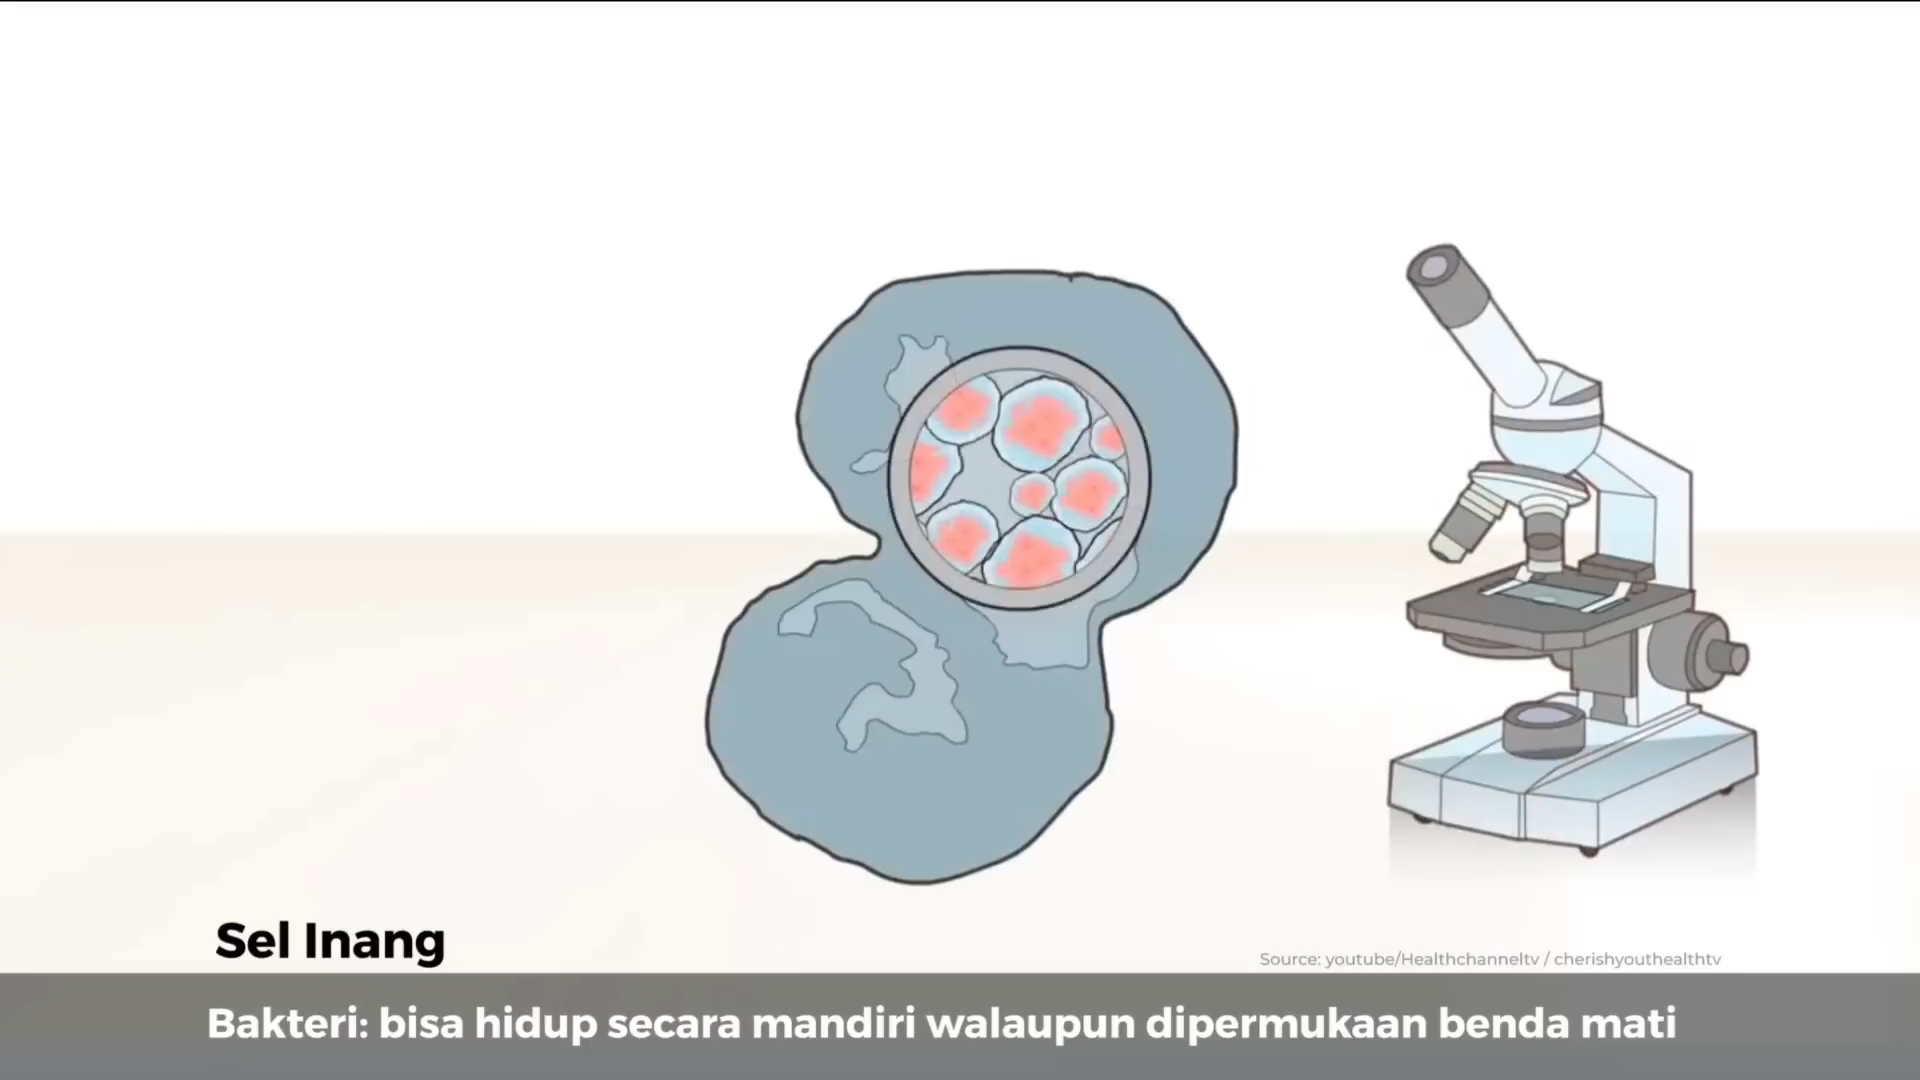 Sel Inang
Source: youtube/Healthchanneltv / cherishyouthealthtv
Bakteri: bisa hidup secara mandiri walaupun dipermukaan benda mati